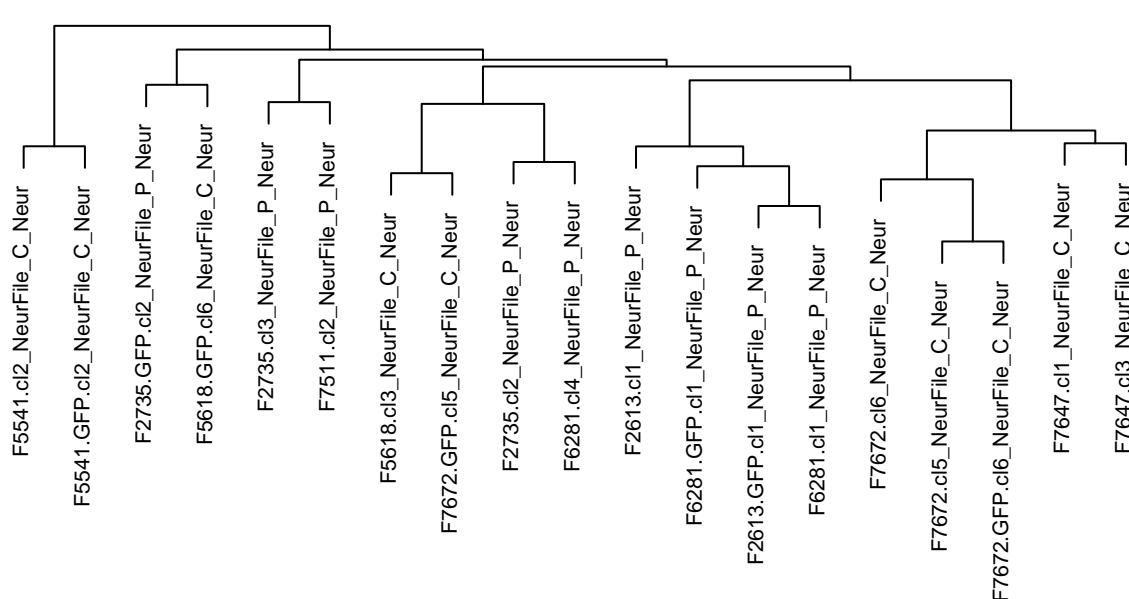 F5541.cl2_NeurFile_C_Neur
F5541.GFP.cl2_NeurFile_C_Neur
F2735.GFP.cl2_NeurFile_P_Neur
F5618.GFP.cl6_NeurFile_C_Neur
F2735.cl3_NeurFile_P_Neur
F7511.cl2_NeurFile_P_Neur
F5618.cl3_NeurFile_C_Neur
F7672.GFP.cl5_NeurFile_C_Neur
F2735.cl2_NeurFile_P_Neur
F6281.cl4_NeurFile_P_Neur
F2613.cl1_NeurFile_P_Neur
F6281.GFP.cl1_NeurFile_P_Neur
F2613.GFP.cl1_NeurFile_P_Neur
F6281.cl1_NeurFile_P_Neur
F7672.cl6_NeurFile_C_Neur
F7672.cl5_NeurFile_C_Neur
F7672.GFP.cl6_NeurFile_C_Neur
F7647.cl1_NeurFile_C_Neur
F7647.cl3_NeurFile_C_Neur